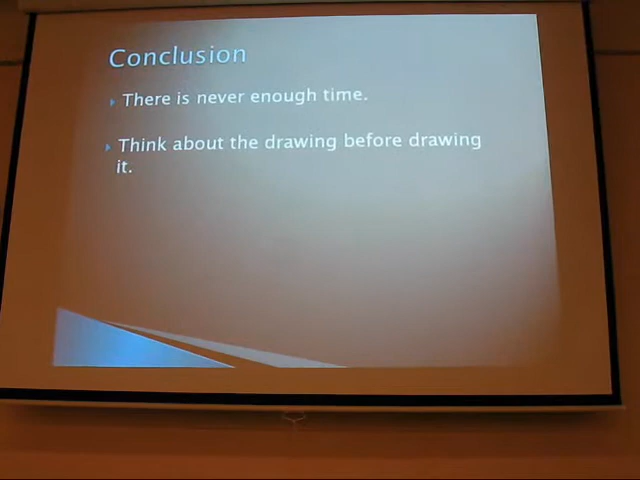 Conclusion
There is never enough time.
Think about the drawing before drawing
it.